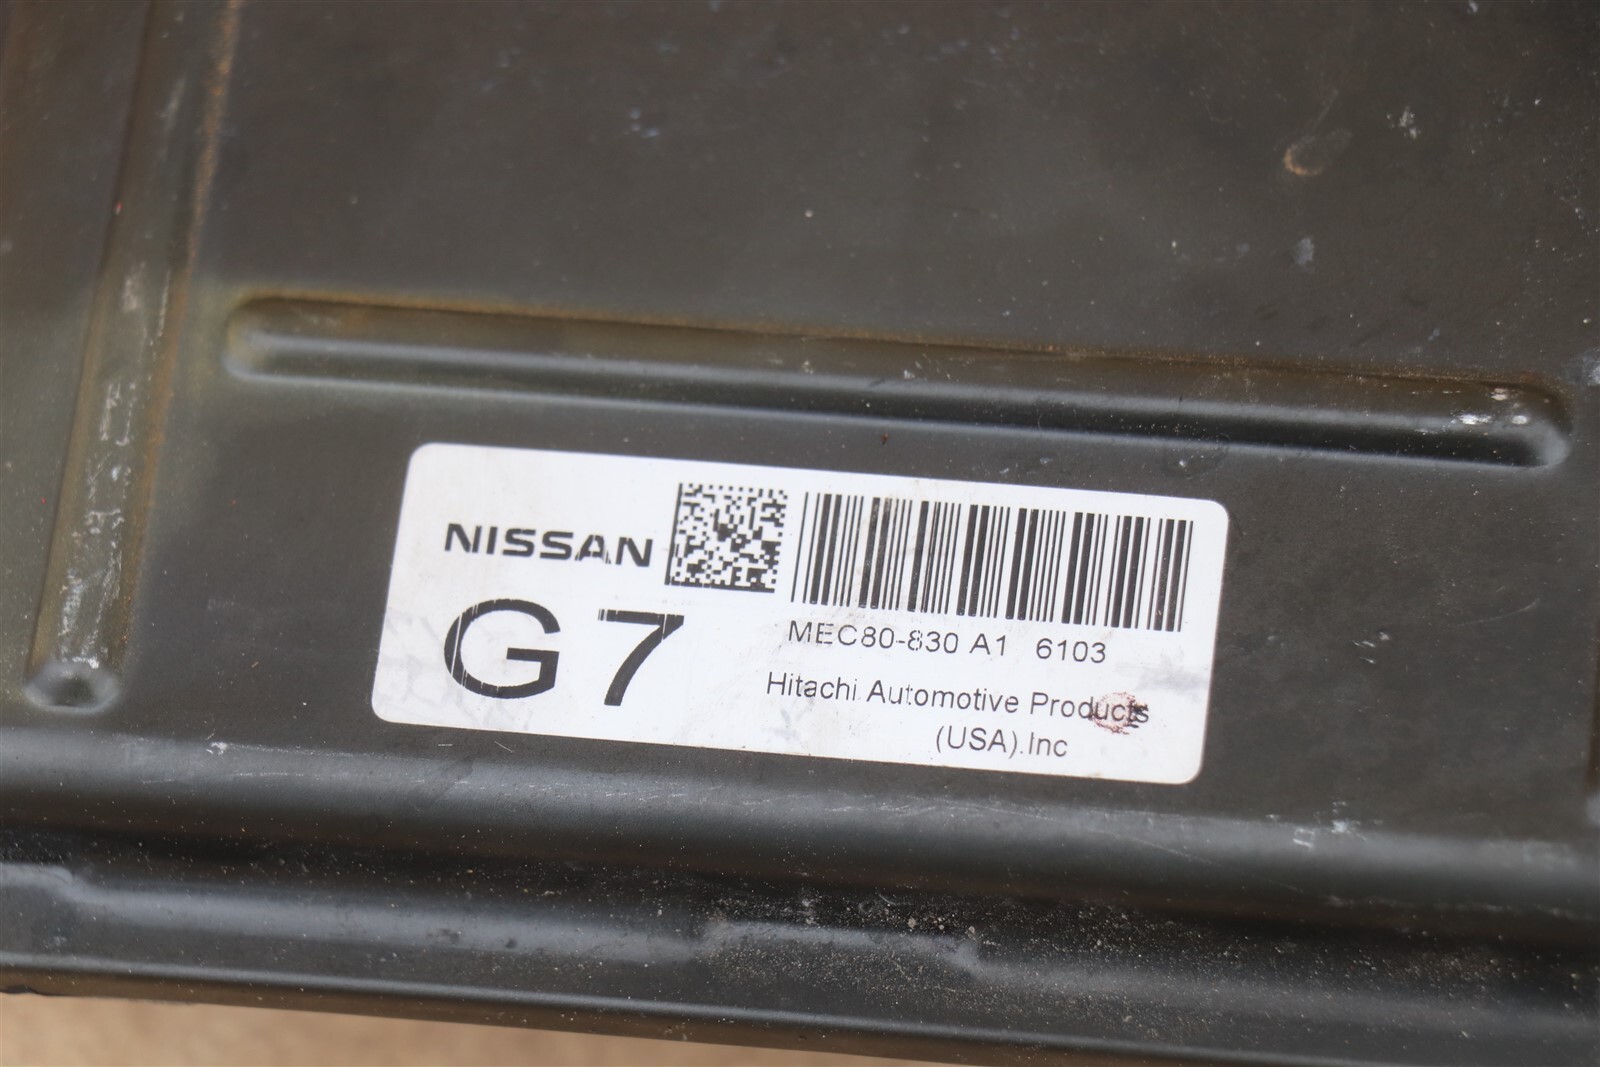 NISSAN
G7
MEC80-830 A1 6103
Hitachi Automotive Products
(USA).Inc